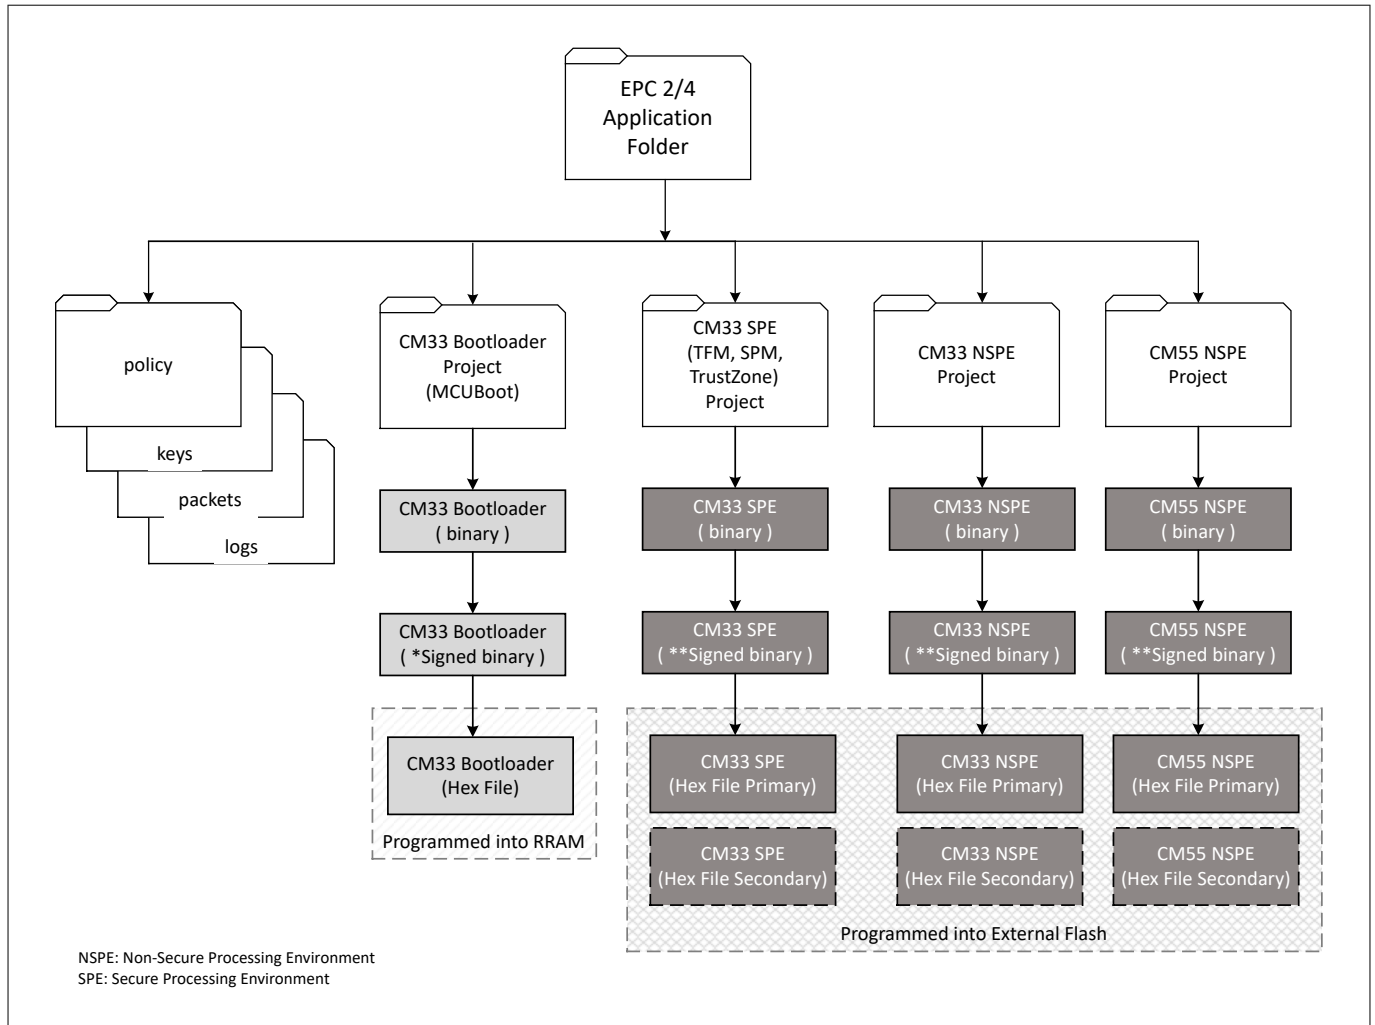 EPC 2/4
Application
Folder
policy
keys
packets
logs
CM33 Bootloader
Project
(MCUBoot)
CM33 SPE
(TFM, SPM,
TrustZone)
Project
CM33 NSPE
Project
CM55 NSPE
Project
CM33 Bootloader
( binary )
CM33 SPE
( binary )
CM33 NSPE
( binary )
CM55 NSPE
( binary )
CM33 Bootloader
( *Signed binary )
CM33 SPE
( **Signed binary )
CM33 NSPE
( **Signed binary )
CM55 NSPE
( **Signed binary )
CM33 Bootloader
(Hex File)
Programmed into RRAM
CM33 SPE
(Hex File Primary)
CM33 NSPE
(Hex File Primary)
CM55 NSPE
(Hex File Primary)
CM33 SPE
(Hex File Secondary)
CM33 NSPE
(Hex File Secondary)
CM55 NSPE
(Hex File Secondary)
Programmed into External Flash
NSPE: Non-Secure Processing Environment
SPE: Secure Processing Environment